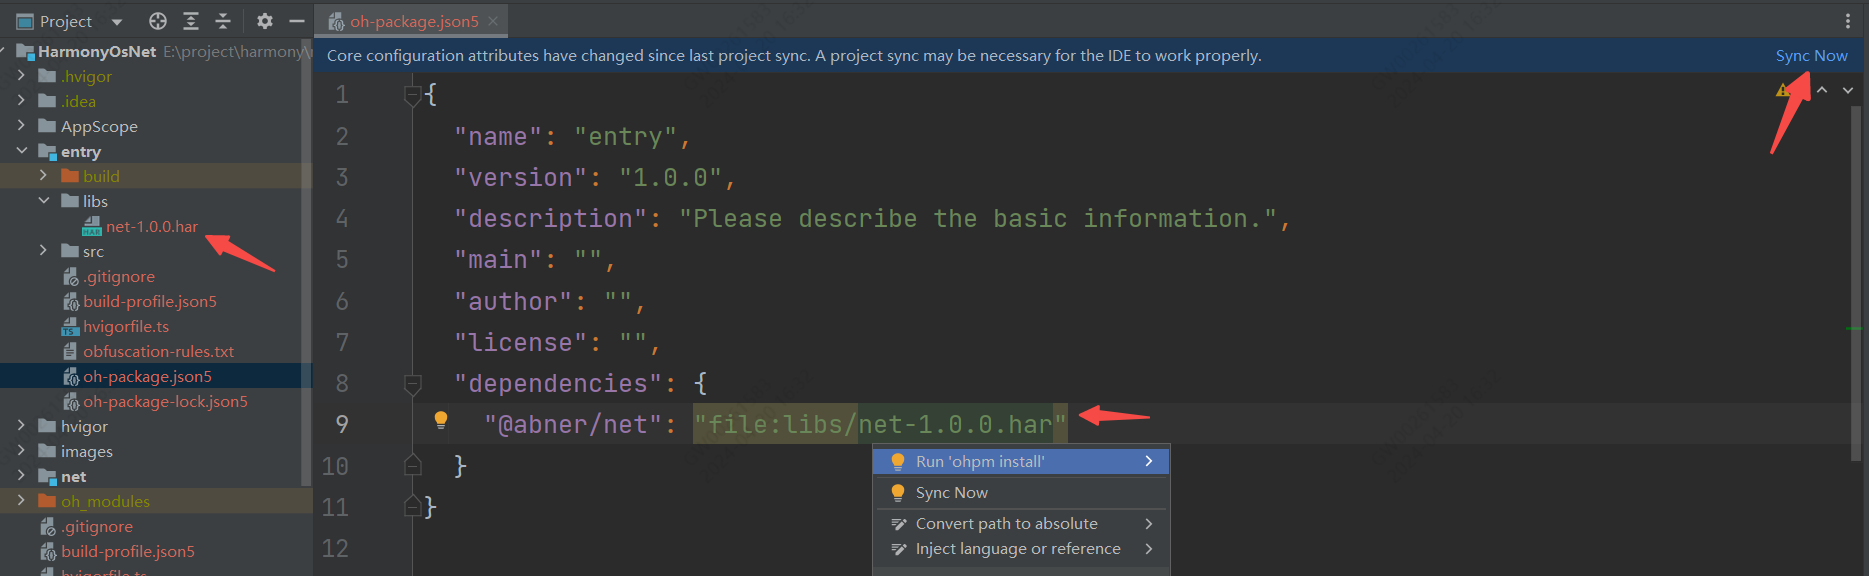 Project
oh-package.json5
HarmonyOsNet E:\project\harmony\
Core configuration attributes have changed since last project sync. A project sync may be necessary for the IDE to work properly.
Sync Now
.hvigor
.idea
AppScope
entry
build
libs
net-1.0.0.har
src
.gitignore
build-profile.json5
hvigorfile.ts
obfuscation-rules.txt
oh-package.json5
oh-package-lock.json5
hvigor
images
net
oh_modules
.gitignore
build-profile.json5
hvigorfile.ts
1 {
2 "name": "entry",
3 "version": "1.0.0",
4 "description": "Please describe the basic information.",
5 "main": "",
6 "author": "",
7 "license": "",
8 "dependencies": {
9 "@abner/net": "file:libs/net-1.0.0.har"
10 }
11 }
12
Run 'ohpm install'
Sync Now
Convert path to absolute
Inject language or reference